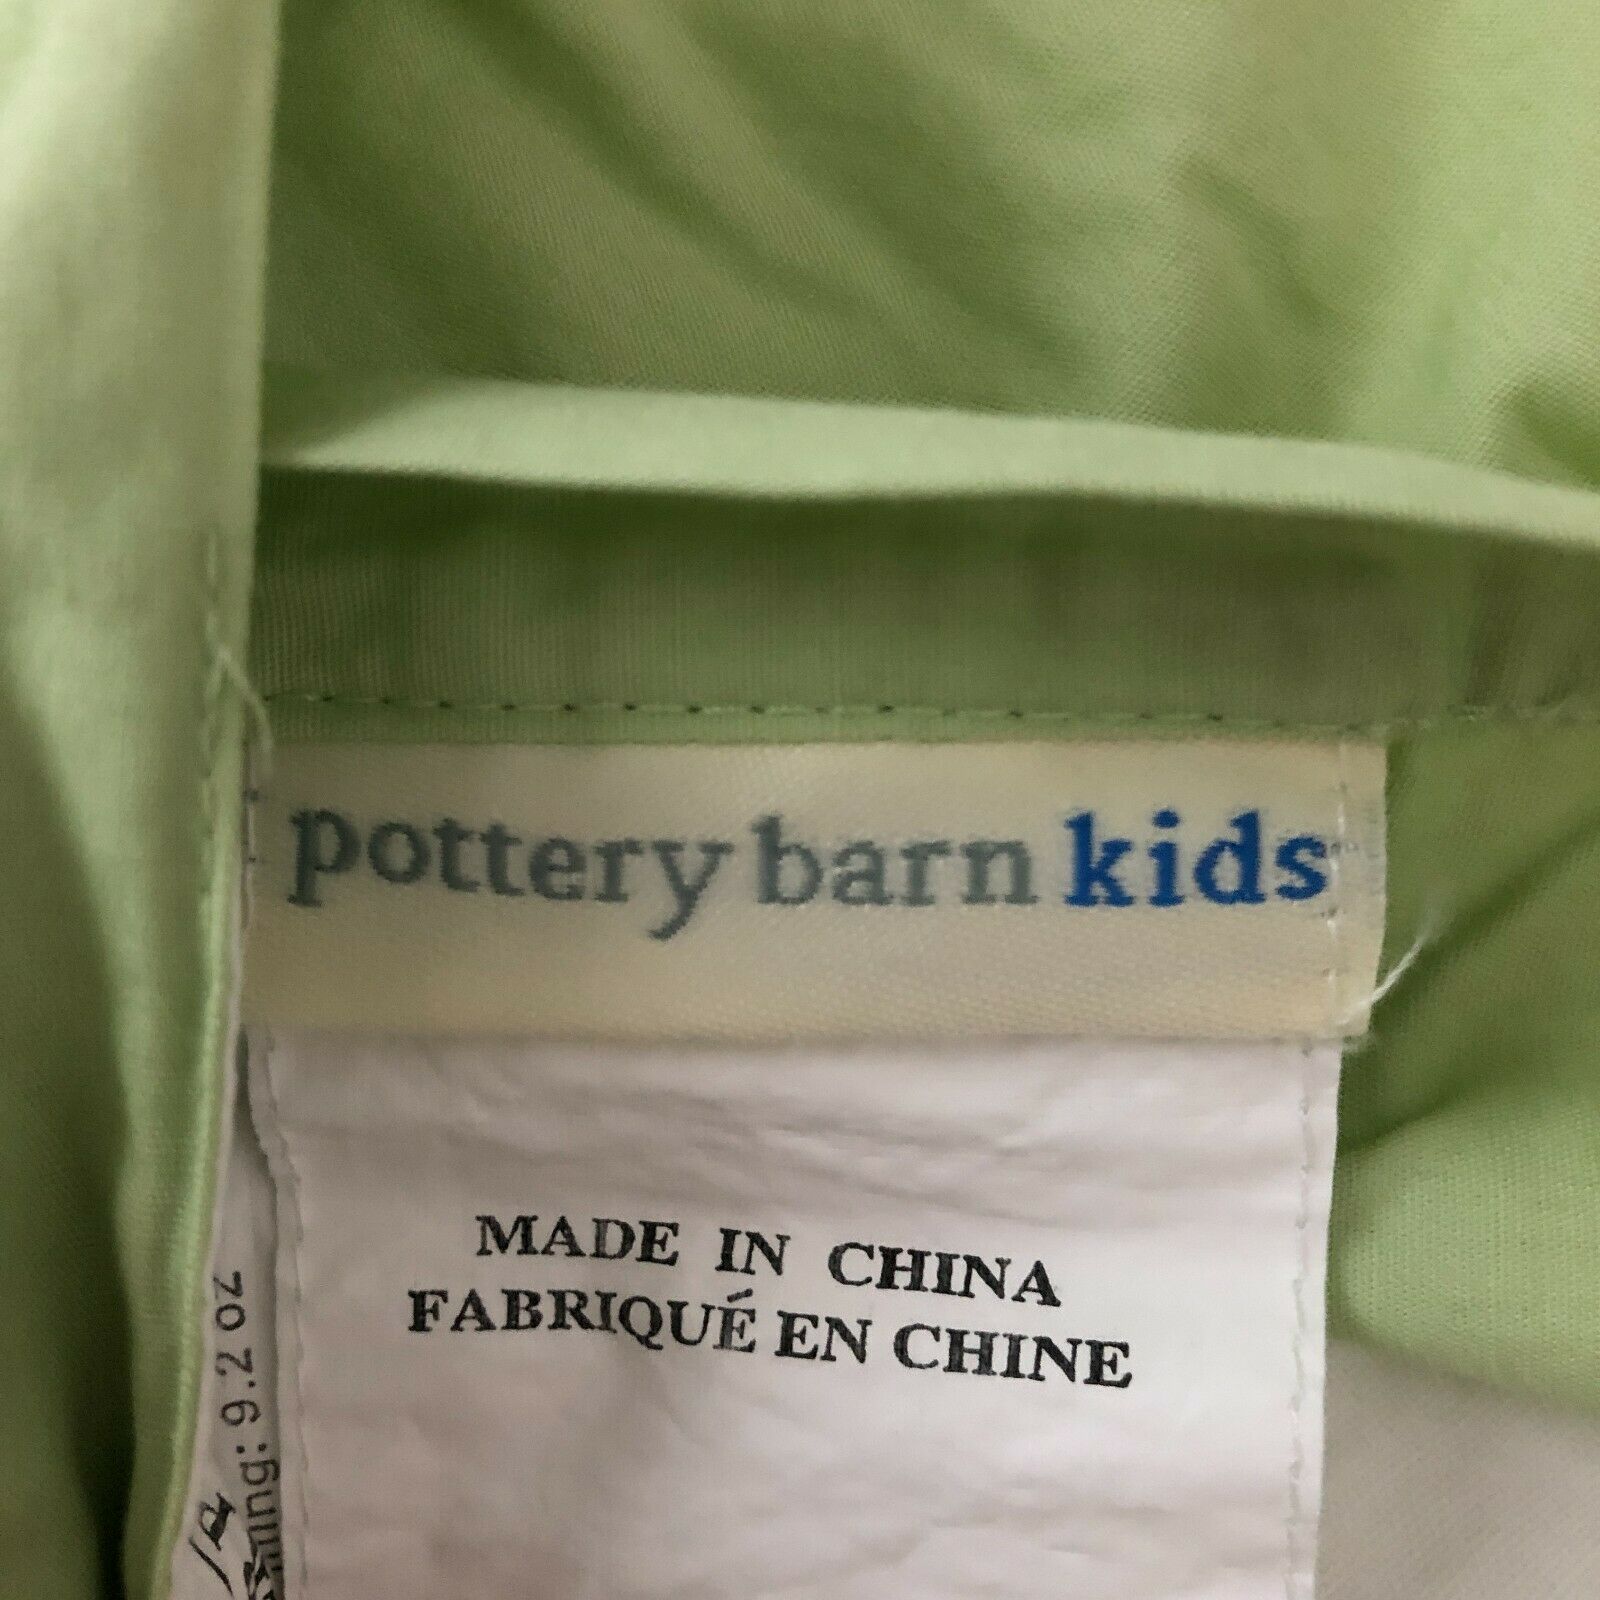 pottery barn kids
MADE IN CHINA
FABRIQUÉ EN CHINE